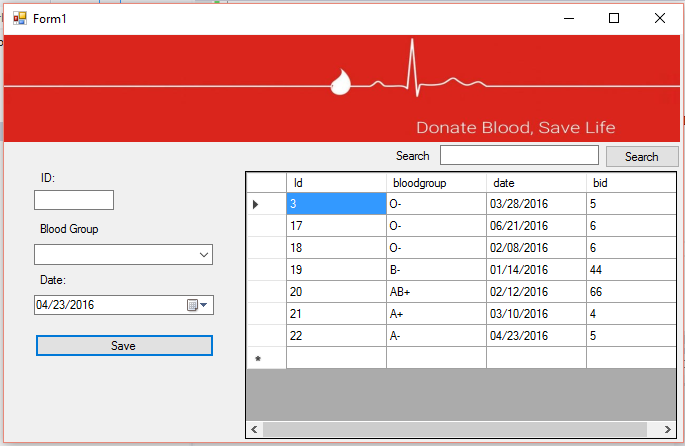 Form1
Donate Blood, Save Life
Search
Search
ID:
Blood Group
Date:
04/23/2016
Save
Id bloodgroup date bid
3 O- 03/28/2016 5
17 O- 06/21/2016 6
18 O- 02/08/2016 6
19 B- 01/14/2016 44
20 AB+ 02/12/2016 66
21 A+ 03/10/2016 4
22 A- 04/23/2016 5
*